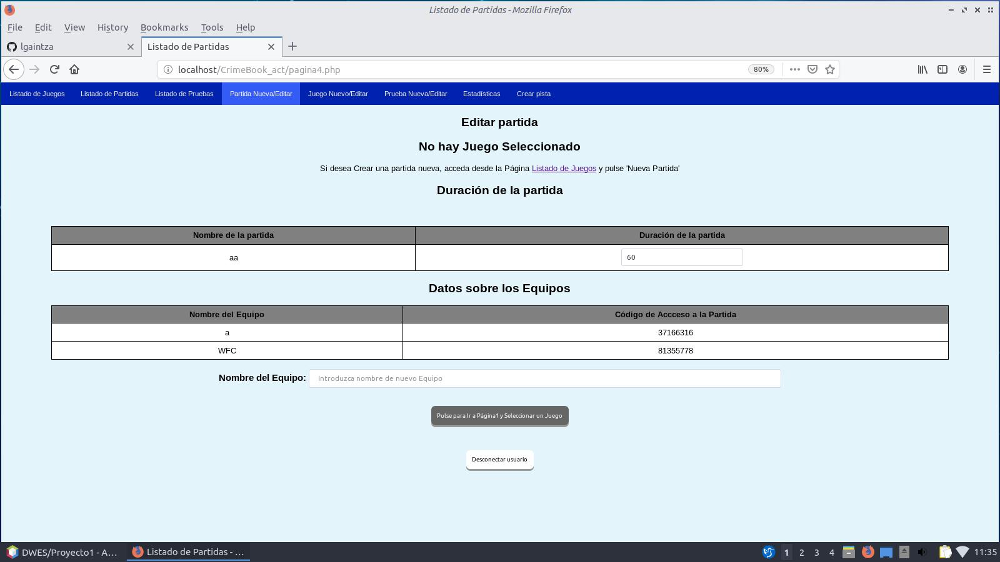 Listado de Partidas - Mozilla Firefox
File Edit View History Bookmarks Tools Help
lgaintza
Listado de Partidas
localhost/CrimeBook_act/pagina4.php
80%
Listado de Juegos Listado de Partidas Listado de Pruebas Partida Nueva/Editar Juego Nuevo/Editar Prueba Nueva/Editar Estadísticas Crear pista
Editar partida
No hay Juego Seleccionado
Si desea Crear una partida nueva, acceda desde la Página Listado de Juegos y pulse 'Nueva Partida'
Duración de la partida
Nombre de la partida Duración de la partida
aa 60
Datos sobre los Equipos
Nombre del Equipo Código de Accceso a la Partida
a 37166316
WFC 81355778
Nombre del Equipo: Introduzca nombre de nuevo Equipo
Pulse para Ir a Página1 y Seleccionar un Juego
Desconectar usuario
DWES/Proyecto1 - A... Listado de Partidas - ... 1 2 3 4 11:35